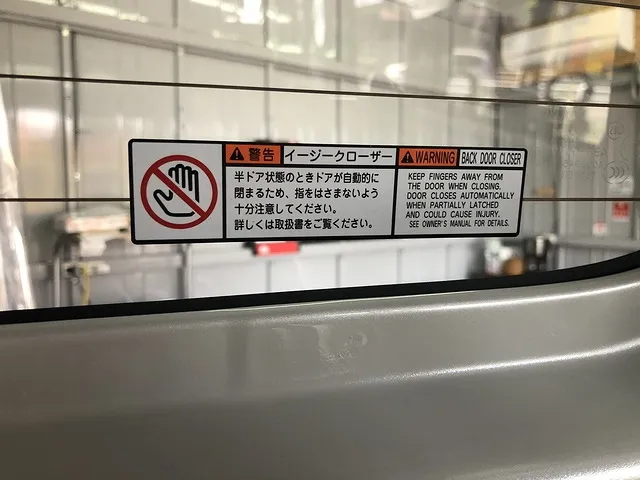 警告 イージークローザー
半ドア状態のときドアが自動的に
閉まるため、指をはさまないよう
十分注意してください。
詳しくは取扱書をご覧ください。
WARNING BACK DOOR CLOSER
KEEP FINGERS AWAY FROM
THE DOOR WHEN CLOSING.
DOOR CLOSES AUTOMATICALLY
WHEN PARTIALLY LATCHED
AND COULD CAUSE INJURY.
SEE OWNER'S MANUAL FOR DETAILS.